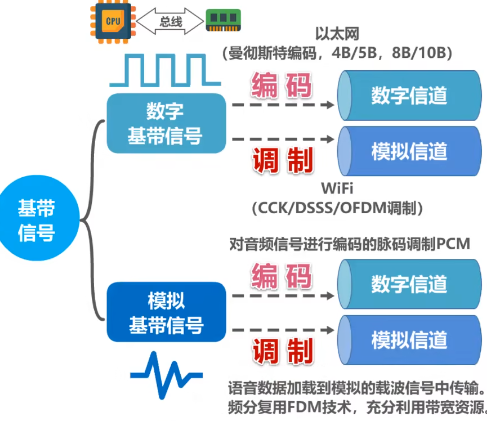 CPU
总线
以太网
（曼彻斯特编码，4B/5B，8B/10B）
编码
数字信道
数字
基带信号
调制
模拟信道
WiFi
（CCK/DSSS/OFDM调制）
基带
信号
对音频信号进行编码的脉码调制PCM
编码
数字信道
模拟
基带信号
调制
模拟信道
语音数据加载到模拟的载波信号中传输。
频分复用FDM技术，充分利用带宽资源。